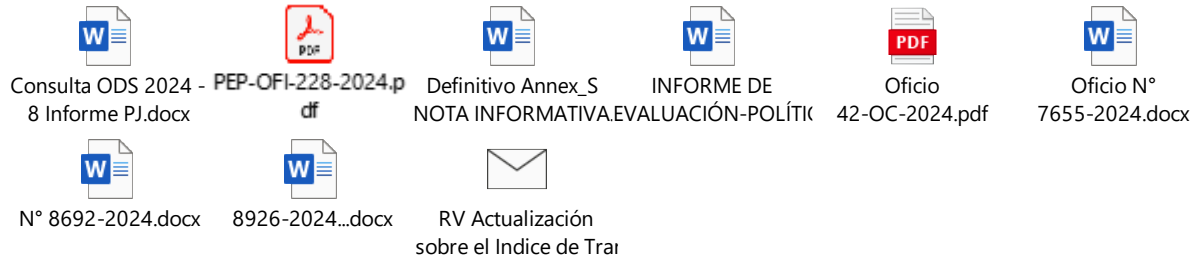 Consulta ODS 2024 -
8 Informe PJ.docx
PEP-OFI-228-2024.p
df
Definitivo Annex_S
NOTA INFORMATIVA.
INFORME DE
EVALUACIÓN-POLÍTIC
PDF
Oficio
42-OC-2024.pdf
Oficio N°
7655-2024.docx
N° 8692-2024.docx
8926-2024...docx
RV Actualización
sobre el Indice de Trar